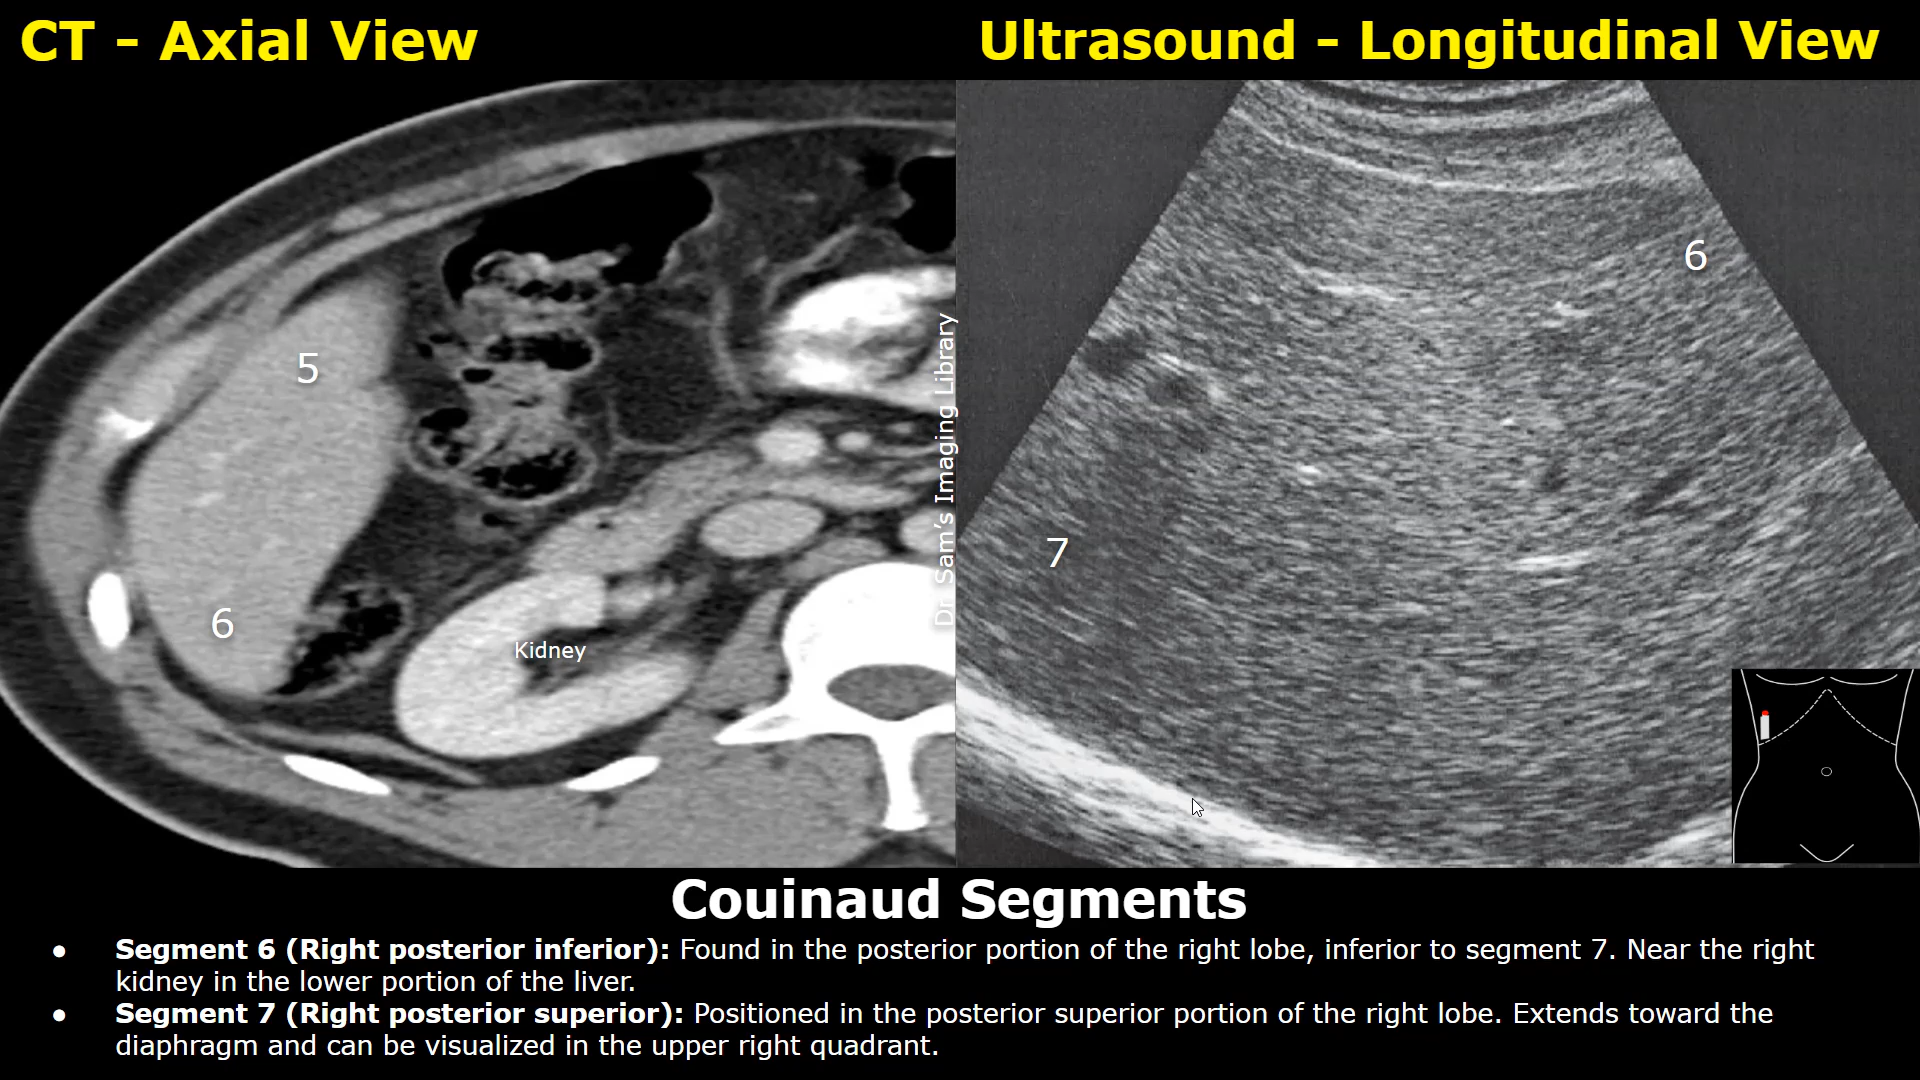 CT - Axial View
Ultrasound - Longitudinal View
5
6
Kidney
Dr. Sam's Imaging Library
6
7
Couinaud Segments
● Segment 6 (Right posterior inferior): Found in the posterior portion of the right lobe, inferior to segment 7. Near the right
kidney in the lower portion of the liver.
● Segment 7 (Right posterior superior): Positioned in the posterior superior portion of the right lobe. Extends toward the
diaphragm and can be visualized in the upper right quadrant.